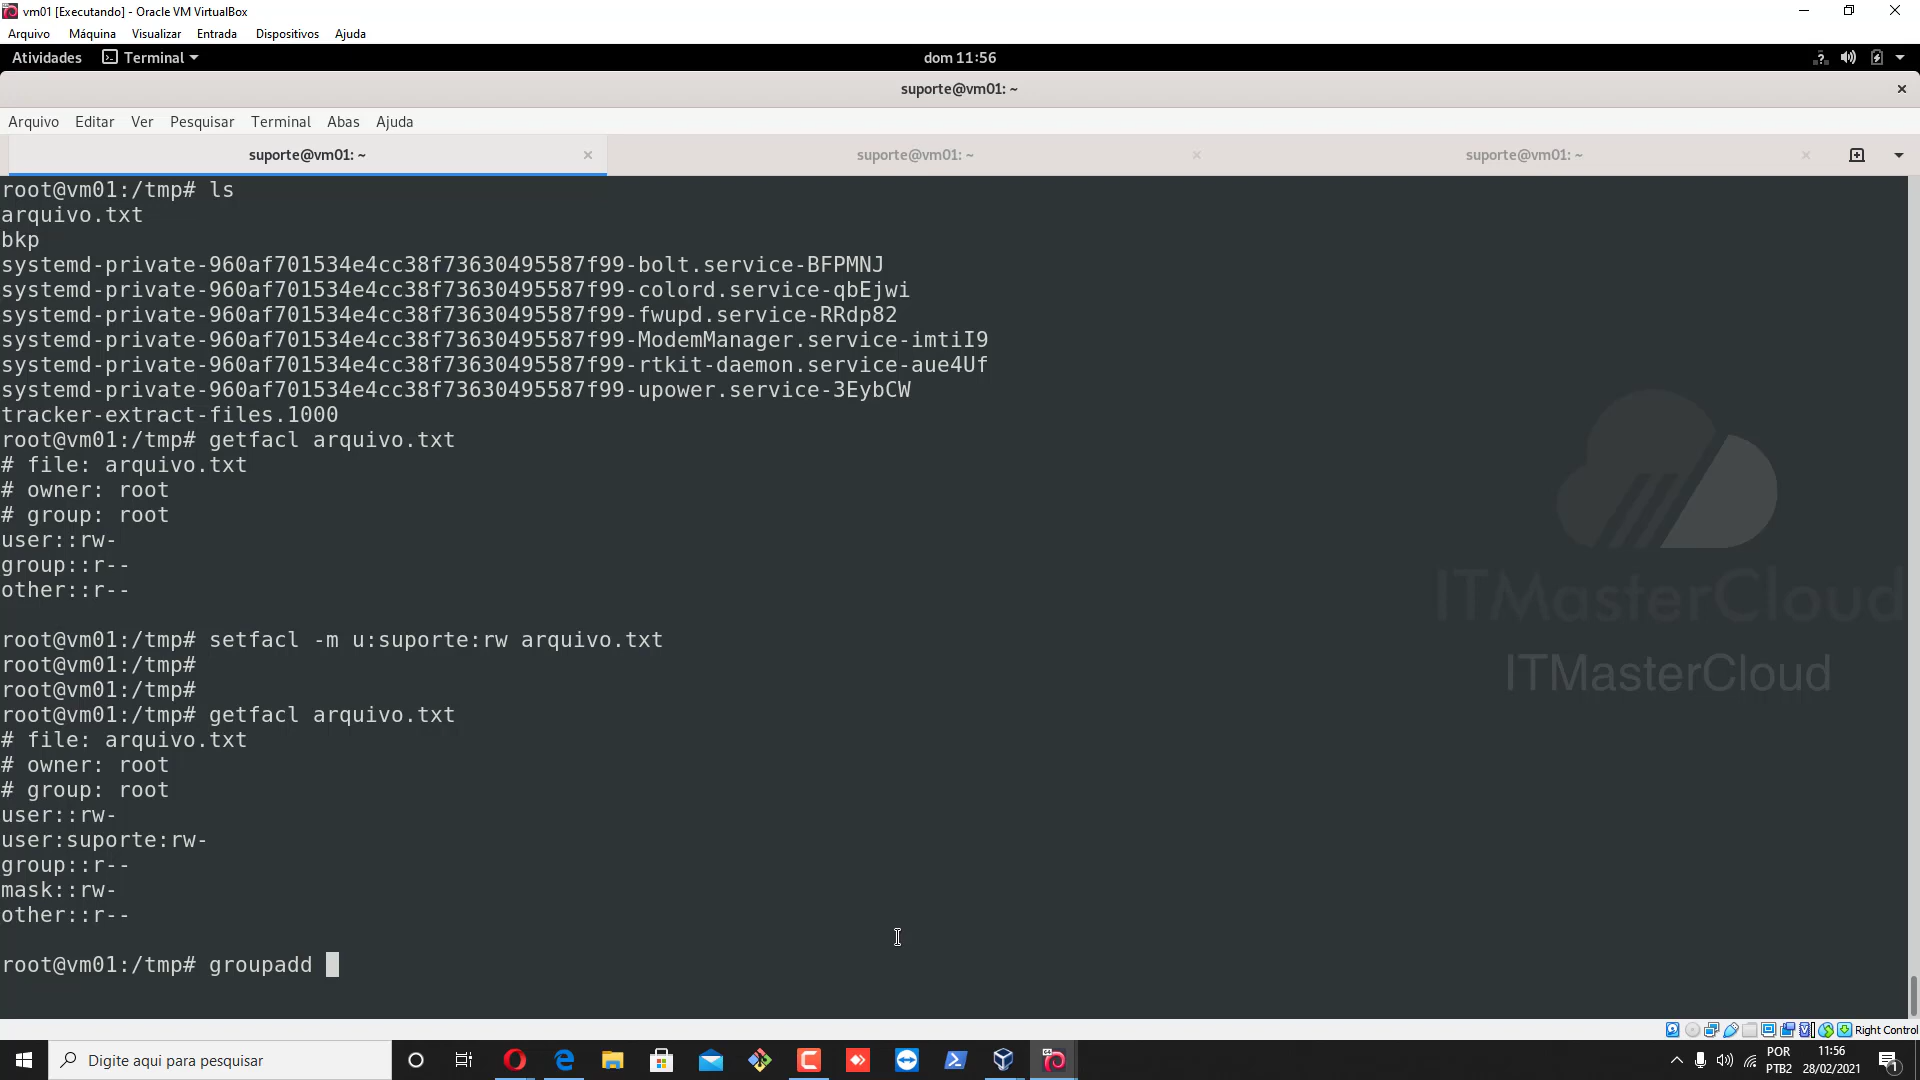 vm01 [Executando] - Oracle VM VirtualBox
Arquivo Máquina Visualizar Entrada Dispositivos Ajuda
Atividades Terminal dom 11:56
suporte@vm01: ~
Arquivo Editar Ver Pesquisar Terminal Abas Ajuda
suporte@vm01: ~ suporte@vm01: ~ suporte@vm01: ~
root@vm01:/tmp# ls
arquivo.txt
bkp
systemd-private-960af701534e4cc38f73630495587f99-bolt.service-BFPMNJ
systemd-private-960af701534e4cc38f73630495587f99-colord.service-qbEjwi
systemd-private-960af701534e4cc38f73630495587f99-fwupd.service-RRdp82
systemd-private-960af701534e4cc38f73630495587f99-ModemManager.service-imtiI9
systemd-private-960af701534e4cc38f73630495587f99-rtkit-daemon.service-aue4Uf
systemd-private-960af701534e4cc38f73630495587f99-upower.service-3EybCW
tracker-extract-files.1000
root@vm01:/tmp# getfacl arquivo.txt
# file: arquivo.txt
# owner: root
# group: root
user::rw-
group::r--
other::r--
root@vm01:/tmp# setfacl -m u:suporte:rw arquivo.txt
root@vm01:/tmp#
root@vm01:/tmp#
root@vm01:/tmp# getfacl arquivo.txt
# file: arquivo.txt
# owner: root
# group: root
user::rw-
user:suporte:rw-
group::r--
mask::rw-
other::r--
root@vm01:/tmp# groupadd
ITMasterCloud
ITMasterCloud
Right Control
Digite aqui para pesquisar
POR
PTB2
11:56
28/02/2021
1